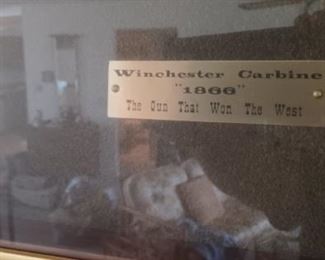 Winchester Carbine
"1866"
The Gun That Won The West